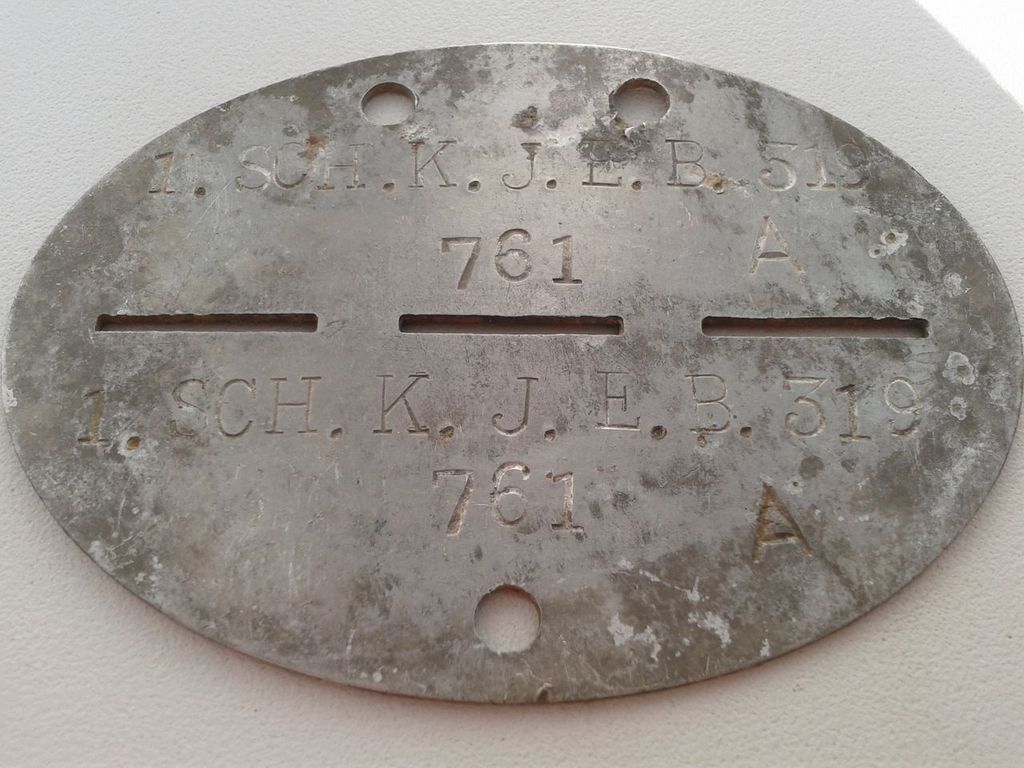 1. SCH. K. J. E. B. 319
761 A
1. SCH. K. J. E. B. 319
761 A